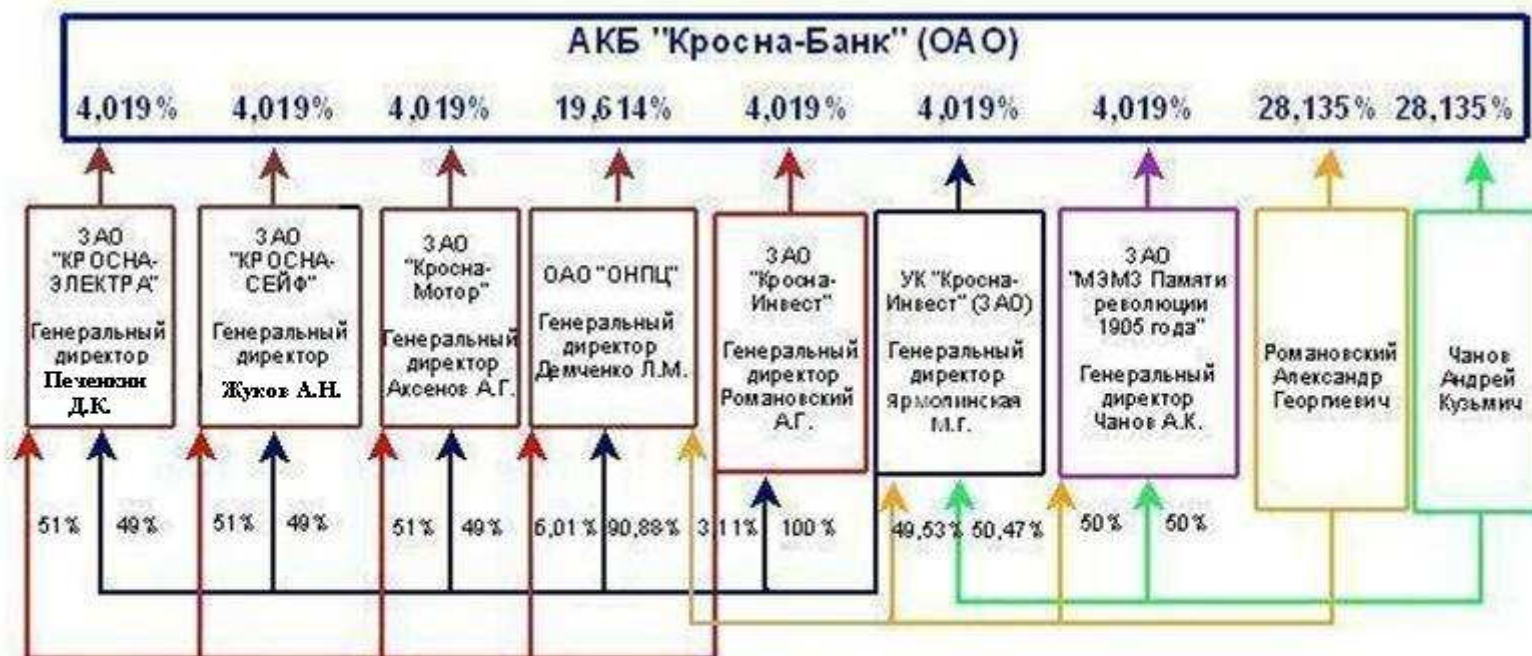 АКБ "Кросна-Банк" (ОАО)
4,019% 4,019% 4,019% 19,614% 4,019% 4,019% 4,019% 28,135% 28,135%
ЗАО
"КРОСНА-
ЭЛЕКТРА"
Генеральный
директор
Печенкин
Д.К.
ЗАО
"КРОСНА-
СЕЙФ"
Генеральный
директор
Жуков А.Н.
ЗАО
"Кросна-
Мотор"
Генеральный
директор
Аксенов А.Г.
ОАО "ОНПЦ"
Генеральный
директор
Демченко Л.М.
ЗАО
"Кросна-
Инвест"
Генеральный
директор
Романовский
А.Г.
УК "Кросна-
Инвест" (ЗАО)
Генеральный
директор
Ярмолинская
М.Г.
ЗАО
"МЭМЗ Памяти
революции
1905 года"
Генеральный
директор
Чанов А.К.
Романовский
Александр
Георгиевич
Чанов
Андрей
Кузьмич
51% 49% 51% 49% 51% 49% 6,01% 90,88% 3,11% 100% 49,53% 50,47% 50% 50%